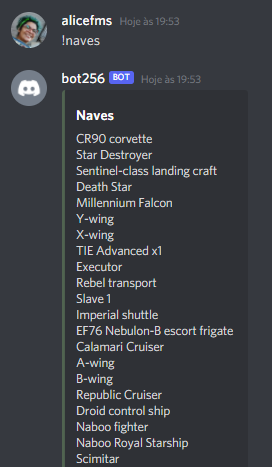 alicefms Hoje às 19:53
!naves
bot256 BOT Hoje às 19:53
Naves
CR90 corvette
Star Destroyer
Sentinel-class landing craft
Death Star
Millennium Falcon
Y-wing
X-wing
TIE Advanced x1
Executor
Rebel transport
Slave 1
Imperial shuttle
EF76 Nebulon-B escort frigate
Calamari Cruiser
A-wing
B-wing
Republic Cruiser
Droid control ship
Naboo fighter
Naboo Royal Starship
Scimitar